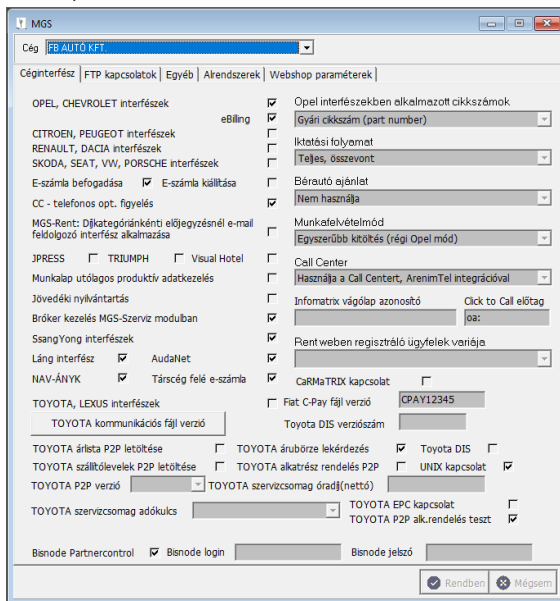 MGS
Cég FB AUTÓ KFT.
Céginterfész FTP kapcsolatok Egyéb Alrendszerek Webshop paraméterek
OPEL, CHEVROLET interfészek
eBilling
CITROEN, PEUGEOT interfészek
RENAULT, DACIA interfészek
SKODA, SEAT, VW, PORSCHE interfészek
E-számla befogadása E-számla kiállítása
CC - telefonos opt. figyelés
MGS-Rent: Díjkategóriánkénti előjegyzésnél e-mail
feldolgozó interfész alkalmazása
JPRESS TRIUMPH Visual Hotel
Munkalap utólagos produktív adatkezelés
Jövedéki nyilvántartás
Bróker kezelés MGS-Szerviz modulban
SsangYong interfészek
Láng interfész AudaNet
NAV-ÁNYK Társcég felé e-számla
TOYOTA, LEXUS interfészek
TOYOTA kommunikációs fájl verzió
Opel interfészekben alkalmazott cikkszámok
Gyári cikkszám (part number)
Iktatási folyamat
Teljes, összevont
Bérautó ajánlat
Nem használja
Munkafelvételmód
Egyszerűbb kitöltés (régi Opel mód)
Call Center
Használja a Call Centert, ArenimTel integrációval
Infomatrix vágólap azonosító Click to Call előtag
oa:
Rent weben regisztráló ügyfelek variája
CaRMaTRIX kapcsolat
Fiat C-Pay fájl verzió CPAY12345
Toyota DIS verziószám
TOYOTA árlista P2P letöltése TOYOTA árubörze lekérdezés Toyota DIS
TOYOTA szállítólevelek P2P letöltése TOYOTA alkatrész rendelés P2P UNIX kapcsolat
TOYOTA P2P verzió TOYOTA szervizcsomag óradíj(nettó)
TOYOTA szervizcsomag adókulcs TOYOTA EPC kapcsolat
TOYOTA P2P alk.rendelés teszt
Bisnode Partnercontrol Bisnode login Bisnode jelszó
Rendben Mégsem